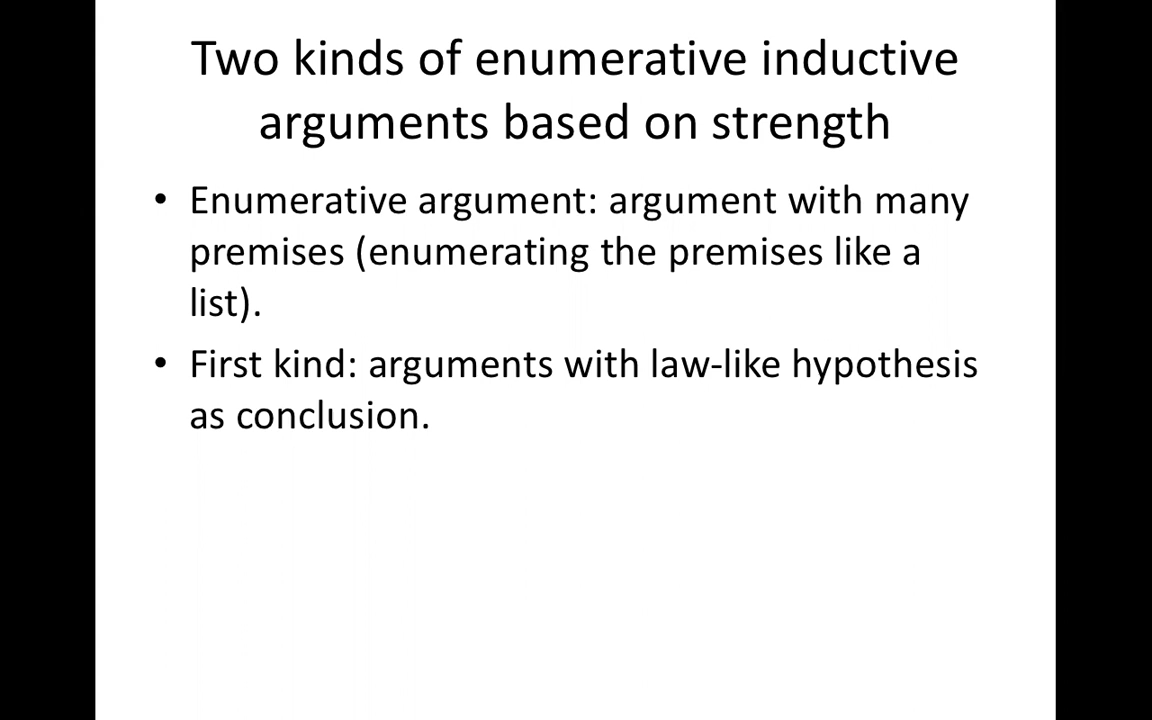 Two kinds of enumerative inductive
arguments based on strength
• Enumerative argument: argument with many
premises (enumerating the premises like a
list).
• First kind: arguments with law-like hypothesis
as conclusion.